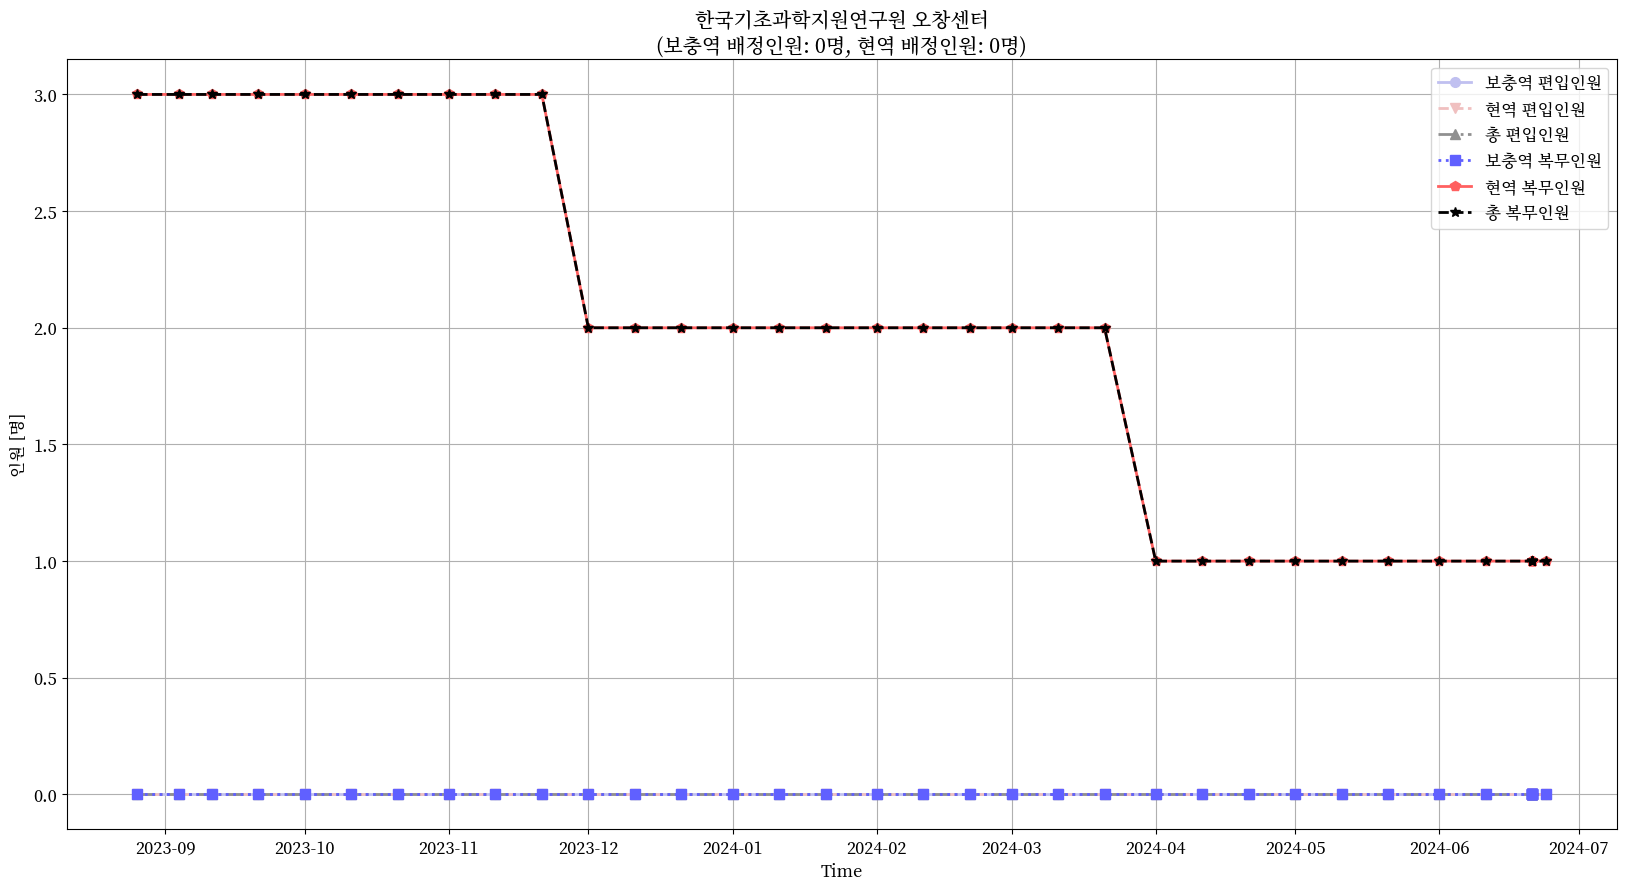 한국기초과학지원연구원 오창센터
(보충역 배정인원: 0명, 현역 배정인원: 0명)
보충역 편입인원
현역 편입인원
총 편입인원
보충역 복무인원
현역 복무인원
총 복무인원
인원 [명]
3.0
2.5
2.0
1.5
1.0
0.5
0.0
2023-09
2023-10
2023-11
2023-12
2024-01
2024-02
2024-03
2024-04
2024-05
2024-06
2024-07
Time